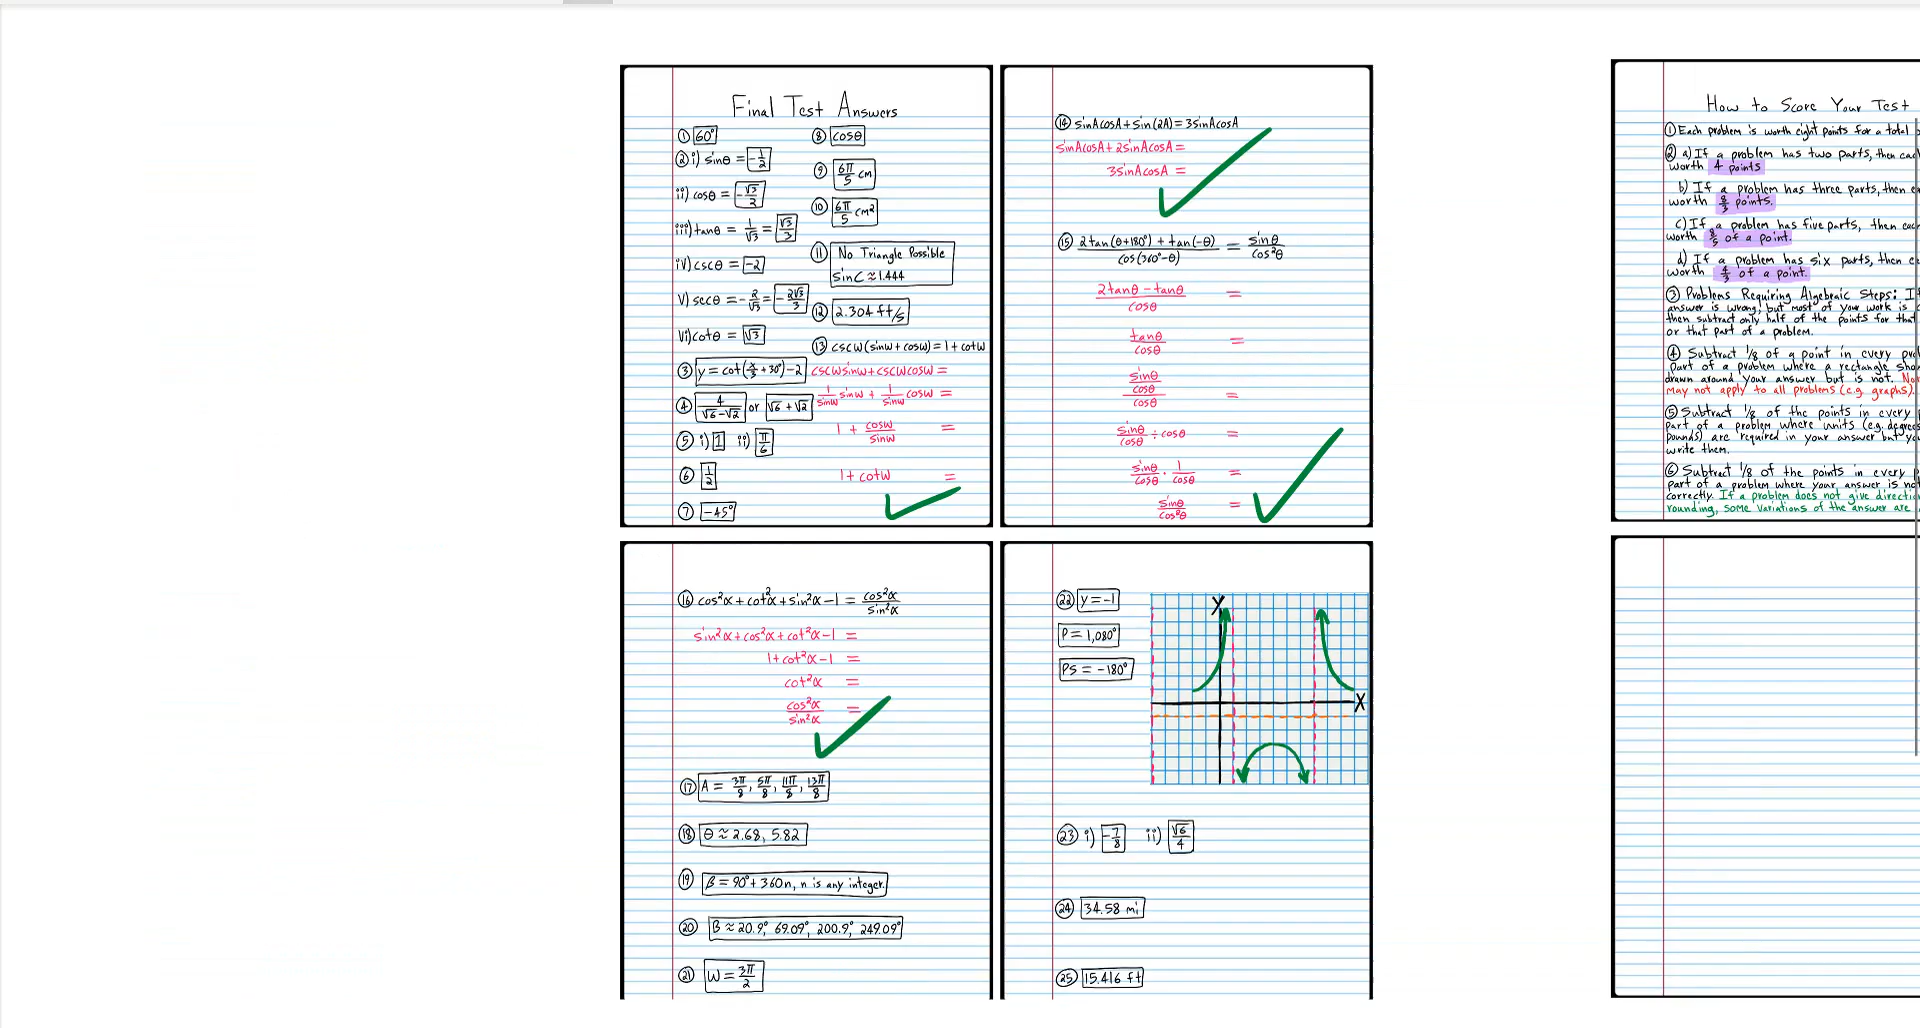 Final Test Answers
① 60°
② i) sinθ = -1/2
ii) cosθ = -√3/2
iii) tanθ = 1/√3 = √3/3
iv) cscθ = -2
v) secθ = -2/√3 = -2√3/3
vi) cotθ = √3
③ y = cot(x/3 + 30°) - 2
④ 4/(√6-√2) or √6 + √2
⑤ i) 1 ii) π/6
⑥ 1/2
⑦ -45°
⑧ cosθ
⑨ 6π/5 cm
⑩ 6π/5 cm²
⑪ No Triangle Possible
sinC ≈ 1.444
⑫ 2.304 ft/s
⑬ cscw(sinw + cosw) = 1 + cotw
cscwsinw + cscwcosw =
1/sinw sinw + 1/sinw cosw =
1 + cosw/sinw =
1 + cotw =
⑭ sinAcosA + sin(2A) = 3sinAcosA
sinAcosA + 2sinAcosA =
3sinAcosA =
⑮ (2tan(θ+180°) + tan(-θ))/cos(360°-θ) = sinθ/cos²θ
(2tanθ - tanθ)/cosθ =
tanθ/cosθ =
(sinθ/cosθ)/cosθ =
sinθ/cosθ ÷ cosθ =
sinθ/cosθ · 1/cosθ =
sinθ/cos²θ =
⑯ cos²α + cot²α + sin²α - 1 = cos²α/sin²α
sin²α + cos²α + cot²α - 1 =
1 + cot²α - 1 =
cot²α =
cos²α/sin²α =
⑰ A = 3π/8, 5π/8, 11π/8, 13π/8
⑱ θ ≈ 2.68, 5.82
⑲ β = 90° + 360n, n is any integer.
⑳ β ≈ 20.9°, 69.09°, 200.9°, 249.09°
㉑ W = 3π/2
㉒ y = -1
P = 1,080°
PS = -180°
Y
X
㉓ i) -7/8 ii) √6/4
㉔ 34.58 mi
㉕ 15.416 ft
How to Score Your Test
① Each problem is worth eight points for a total
② a) If a problem has two parts, then
worth 4 points
b) If a problem has three parts, then
worth 8/3 points.
c) If a problem has five parts, then
worth 8/5 of a point.
d) If a problem has six parts, then
worth 4/3 of a point.
③ Problems Requiring Algebraic Steps:
answer is wrong, but most of your work is
then subtract only half of the points for that
or that part of a problem.
④ Subtract 1/8 of a point in every
part of a problem where a rectangle
drawn around your answer but is not.
may not apply to all problems (e.g. graphs).
⑤ Subtract 1/8 of the points in every
part of a problem where units (e.g. degrees
pounds) are required in your answer but
write them.
⑥ Subtract 1/8 of the points in every
part of a problem where your answer is
correctly. If a problem does not give
rounding, some variations of the answer are